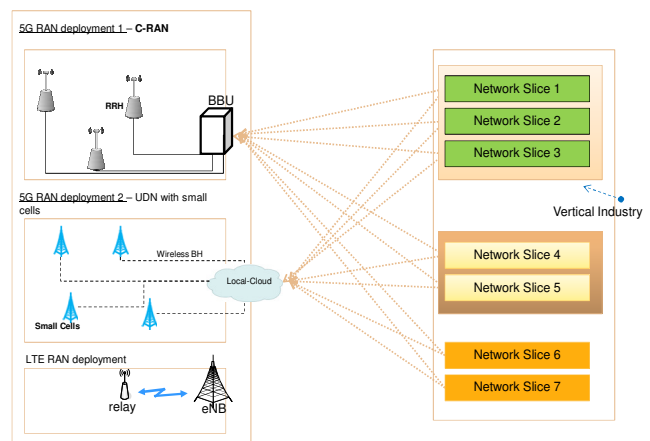 5G RAN deployment 1 – C-RAN
RRH
BBU
5G RAN deployment 2 – UDN with small
cells
Wireless BH
Local-Cloud
Small Cells
LTE RAN deployment
relay
eNB
Network Slice 1
Network Slice 2
Network Slice 3
Vertical Industry
Network Slice 4
Network Slice 5
Network Slice 6
Network Slice 7